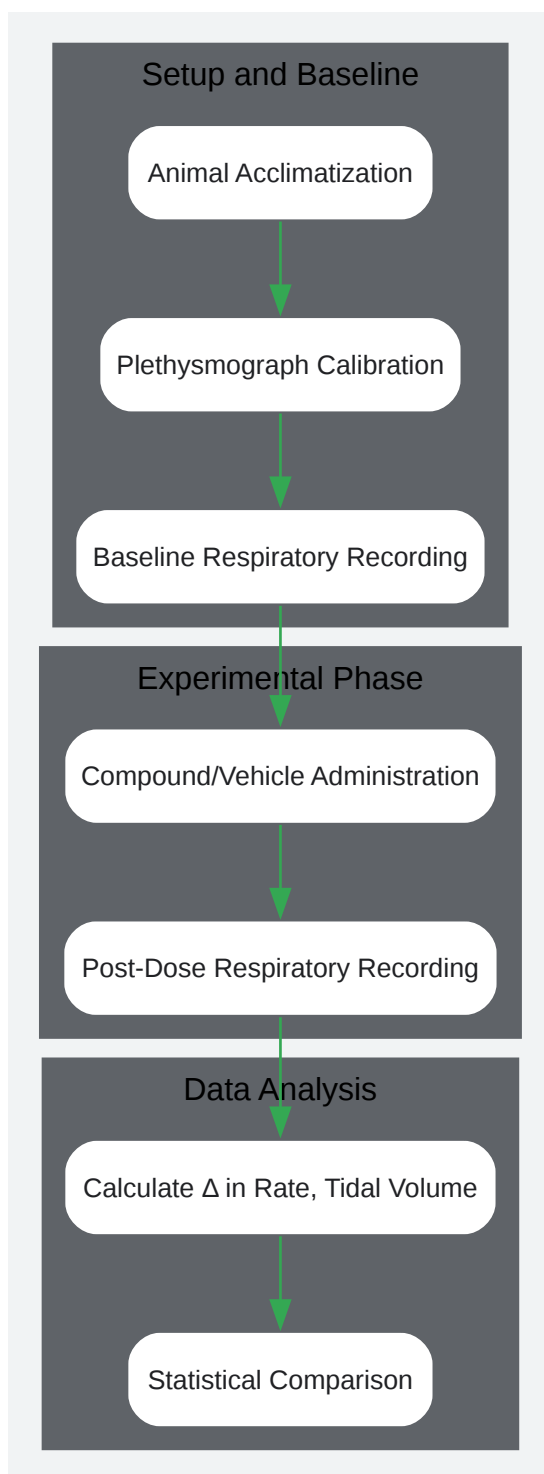 Setup and Baseline
Animal Acclimatization
Plethysmograph Calibration
Baseline Respiratory Recording
Experimental Phase
Compound/Vehicle Administration
Post-Dose Respiratory Recording
Data Analysis
Calculate Δ in Rate, Tidal Volume
Statistical Comparison